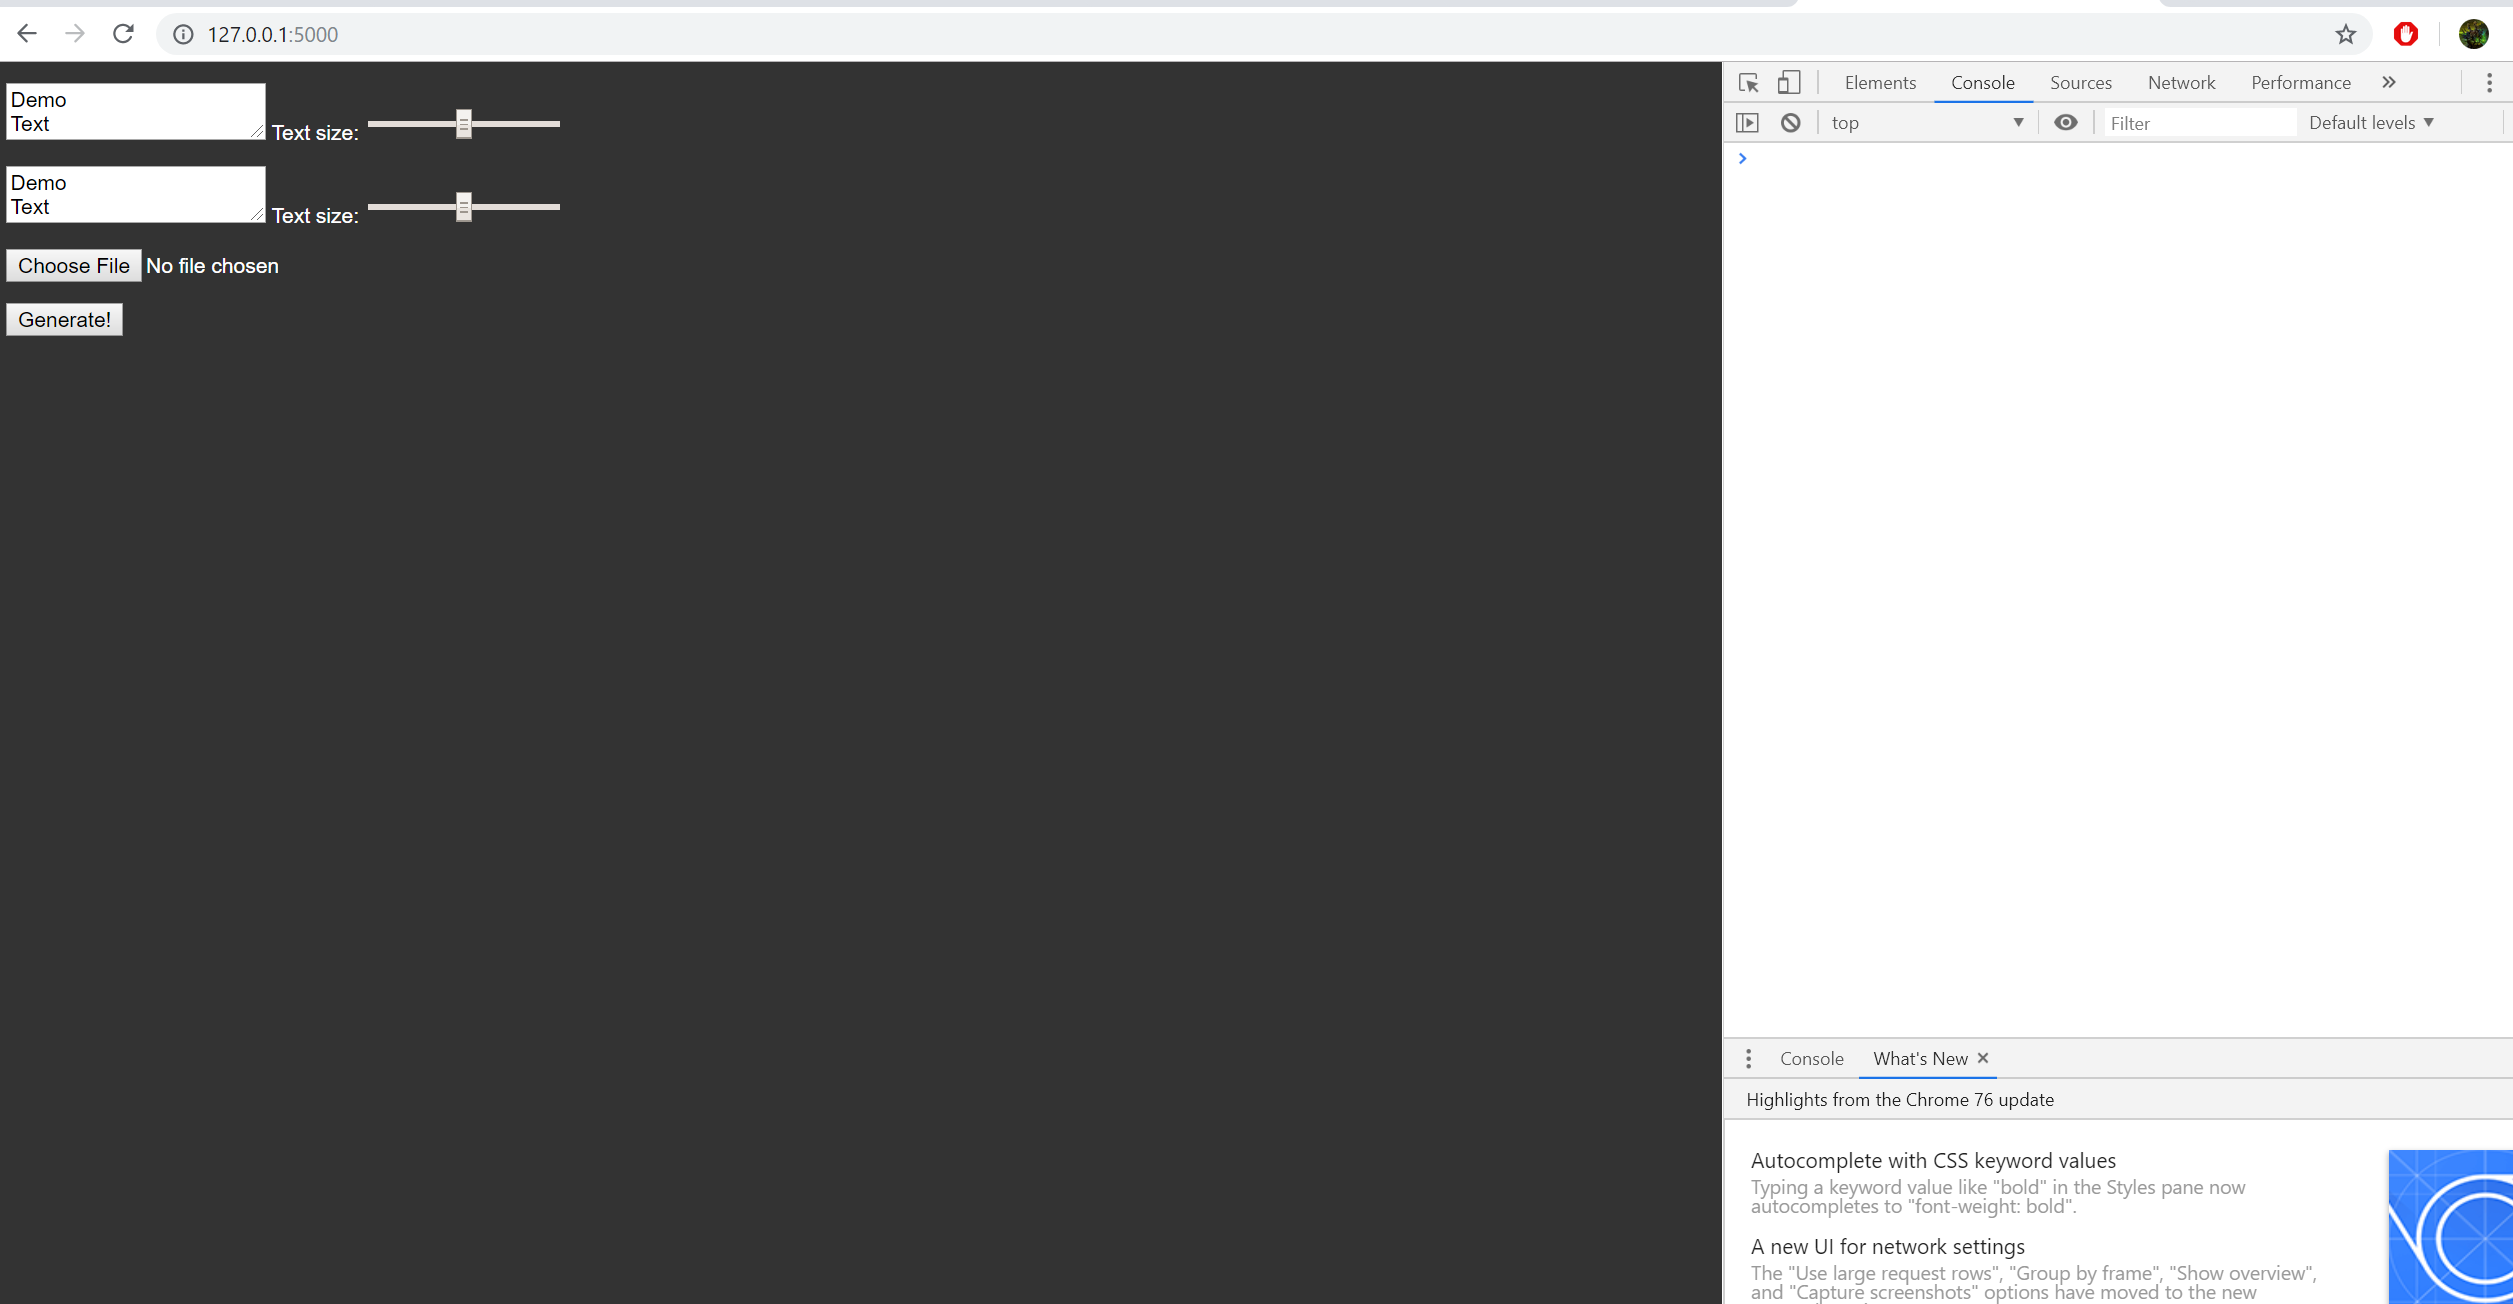 127.0.0.1:5000
Demo
Text
Text size:
Demo
Text
Text size:
Choose File No file chosen
Generate!
Elements Console Sources Network Performance
top Filter Default levels
Console What's New
Highlights from the Chrome 76 update
Autocomplete with CSS keyword values
Typing a keyword value like "bold" in the Styles pane now
autocompletes to "font-weight: bold".
A new UI for network settings
The "Use large request rows", "Group by frame", "Show overview",
and "Capture screenshots" options have moved to the new